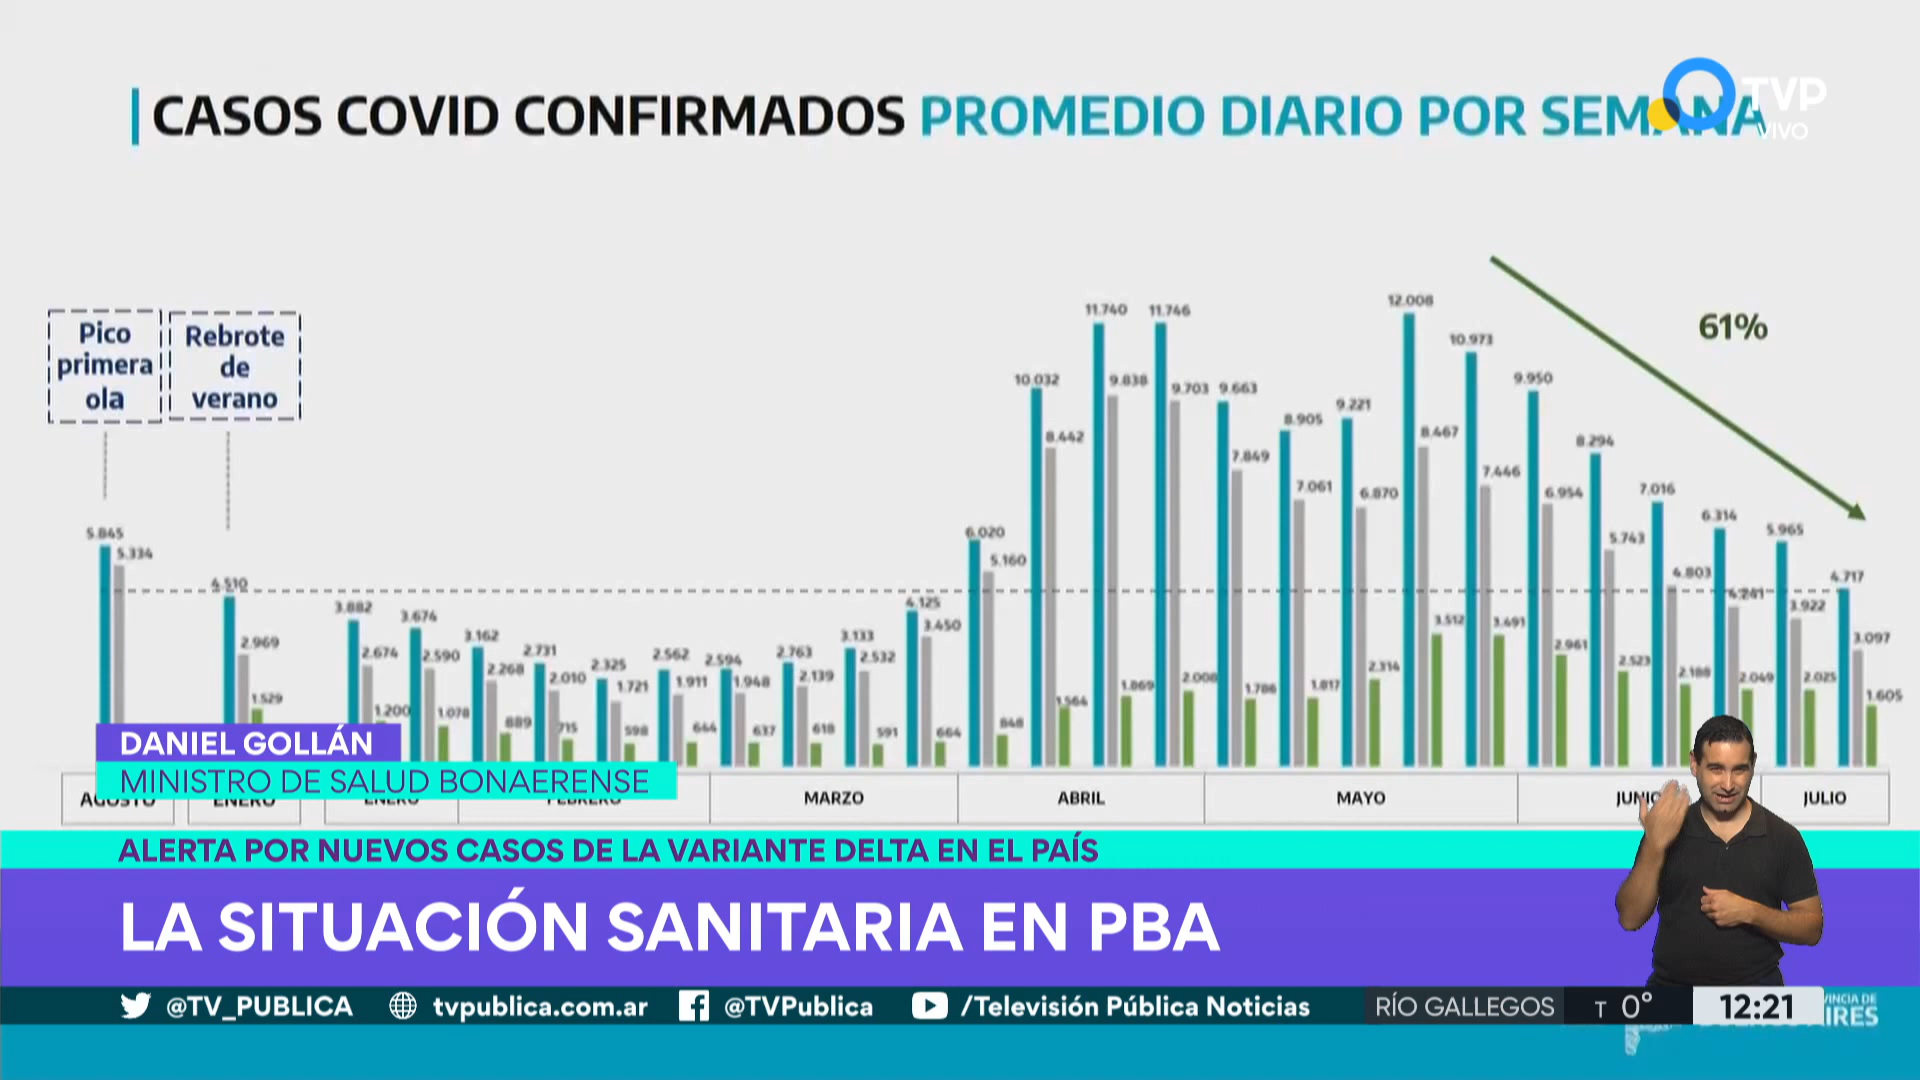 CASOS COVID CONFIRMADOS PROMEDIO DIARIO POR SEMANA
TVP
VIVO
Pico primera ola
Rebrote de verano
61%
5.845 5.334
4.510 2.969 1.529
3.882 2.674 1.200
3.674 2.590 1.078
3.162 2.268 889
2.731 2.010 715
2.325 1.721 598
2.562 1.911 644
2.594 1.948 637
2.763 2.139 618
3.133 2.532 591
4.125 3.450 664
6.020 5.160 848
10.032 8.442 1.564
11.740 9.838 1.869
11.746 9.703 2.008
9.663 7.849 1.786
8.905 7.061 1.817
9.221 6.870 2.314
12.008 8.467 3.512
10.973 7.446 3.491
9.950 6.954 2.961
8.294 5.743 2.523
7.016 4.803 2.188
6.314 4.241 2.049
5.965 3.922 2.025
4.717 3.097 1.605
AGOSTO ENERO ENERO FEBRERO MARZO ABRIL MAYO JUNIO JULIO
DANIEL GOLLÁN
MINISTRO DE SALUD BONAERENSE
ALERTA POR NUEVOS CASOS DE LA VARIANTE DELTA EN EL PAÍS
LA SITUACIÓN SANITARIA EN PBA
@TV_PUBLICA tvpublica.com.ar @TVPublica /Televisión Pública Noticias RÍO GALLEGOS T 0° 12:21